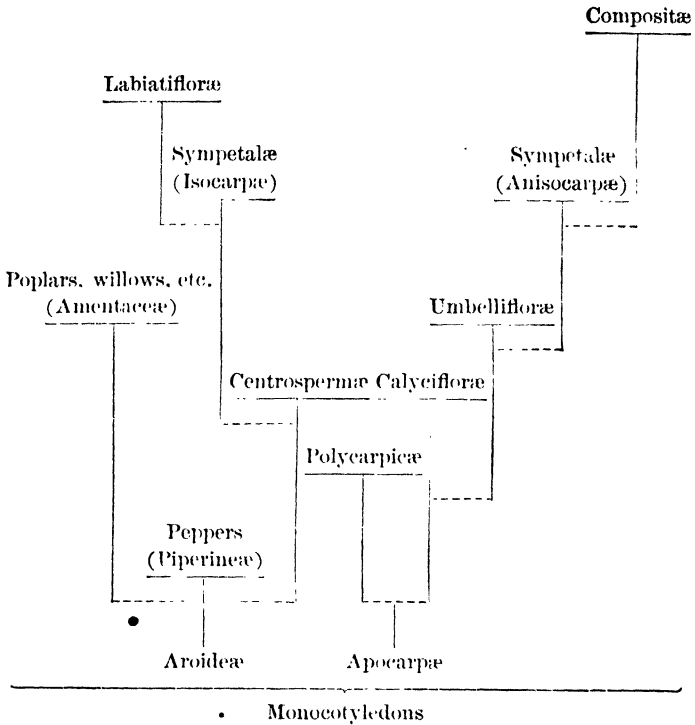 Compositæ
Labiatifloræ
Sympetalæ
(Isocarpæ)
Sympetalæ
(Anisocarpæ)
Poplars, willows, etc.
(Amentaceæ)
Umbellifloræ
Centrospermæ Calycifloræ
Polycarpicæ
Peppers
(Piperineæ)
Aroideæ
Apocarpæ
Monocotyledons